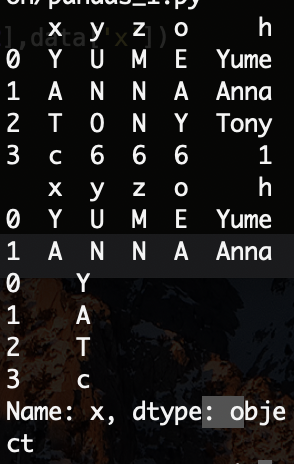 on/pandas_1.py
   x  y  z  o     h
0  Y  U  M  E  Yume
1  A  N  N  A  Anna
2  T  O  N  Y  Tony
3  c  6  6  6     1
   x  y  z  o     h
0  Y  U  M  E  Yume
1  A  N  N  A  Anna
0    Y
1    A
2    T
3    c
Name: x, dtype: obje
ct